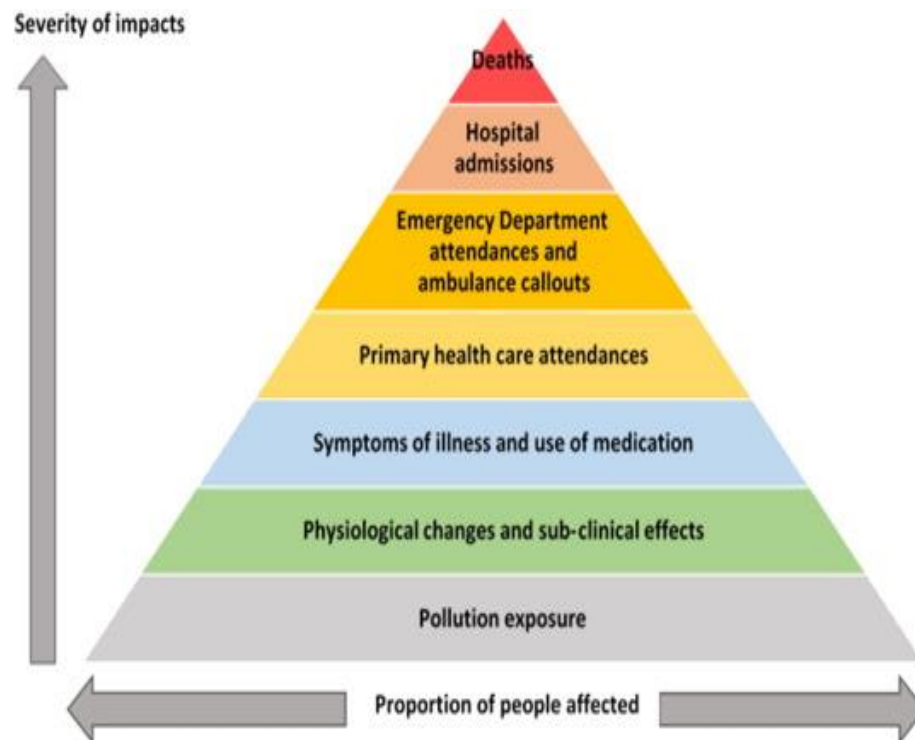 Severity of impacts
Deaths
Hospital
admissions
Emergency Department
attendances and
ambulance callouts
Primary health care attendances
Symptoms of illness and use of medication
Physiological changes and sub-clinical effects
Pollution exposure
Proportion of people affected